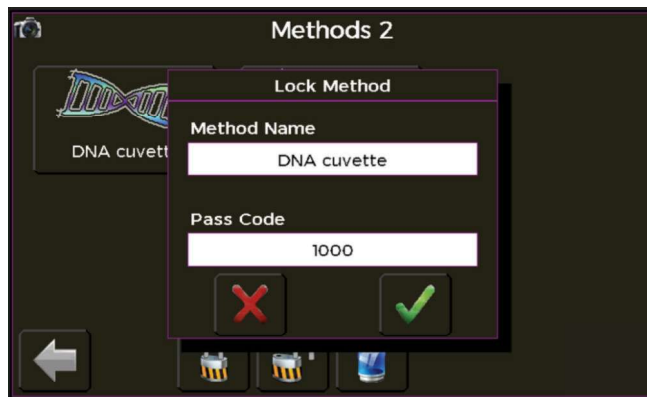 Methods 2
Lock Method
Method Name
DNA cuvette
DNA cuvett
Pass Code
1000